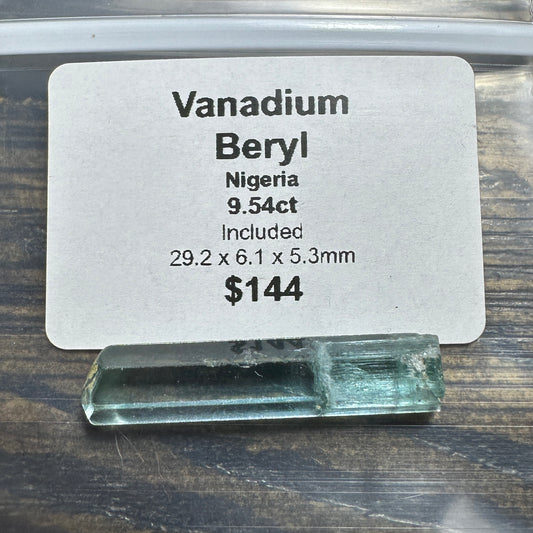 Vanadium
Beryl
Nigeria
9.54ct
Included
29.2 x 6.1 x 5.3mm
$144